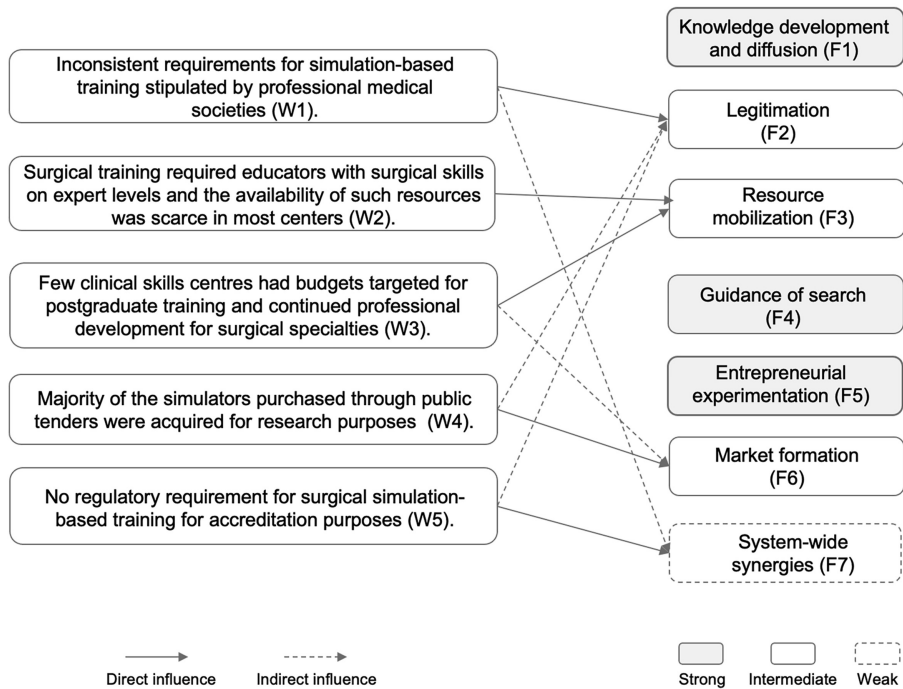 Inconsistent requirements for simulation-based
training stipulated by professional medical
societies (W1).
Surgical training required educators with surgical skills
on expert levels and the availability of such resources
was scarce in most centers (W2).
Few clinical skills centres had budgets targeted for
postgraduate training and continued professional
development for surgical specialties (W3).
Majority of the simulators purchased through public
tenders were acquired for research purposes (W4).
No regulatory requirement for surgical simulation-
based training for accreditation purposes (W5).
Knowledge development
and diffusion (F1)
Legitimation
(F2)
Resource
mobilization (F3)
Guidance of search
(F4)
Entrepreneurial
experimentation (F5)
Market formation
(F6)
System-wide
synergies (F7)
Direct influence
Indirect influence
Strong
Intermediate
Weak